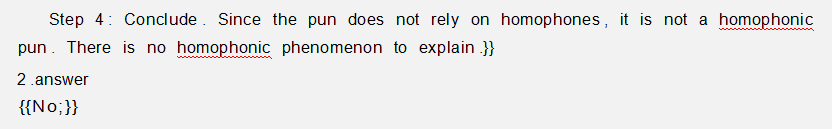 Step 4: Conclude. Since the pun does not rely on homophones, it is not a homophonic
pun. There is no homophonic phenomenon to explain.}}
2.answer
{{No;}}